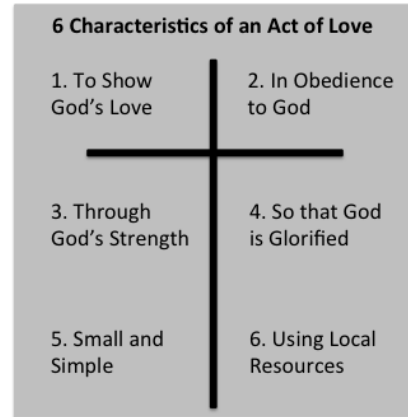 6 Characteristics of an Act of Love
1. To Show
God's Love
2. In Obedience
to God
3. Through
God's Strength
4. So that God
is Glorified
5. Small and
Simple
6. Using Local
Resources